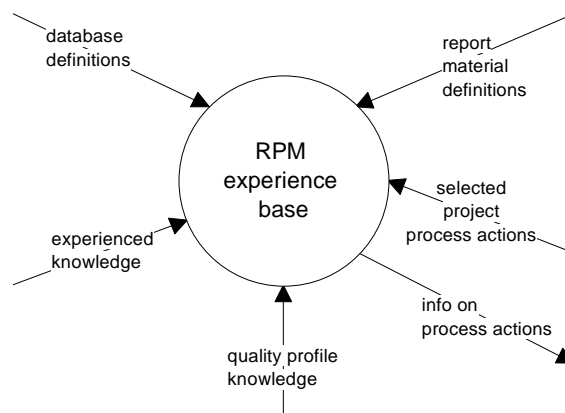 database
definitions
report
material
definitions
RPM
experience
base
selected
project
process actions
experienced
knowledge
info on
process actions
quality profile
knowledge